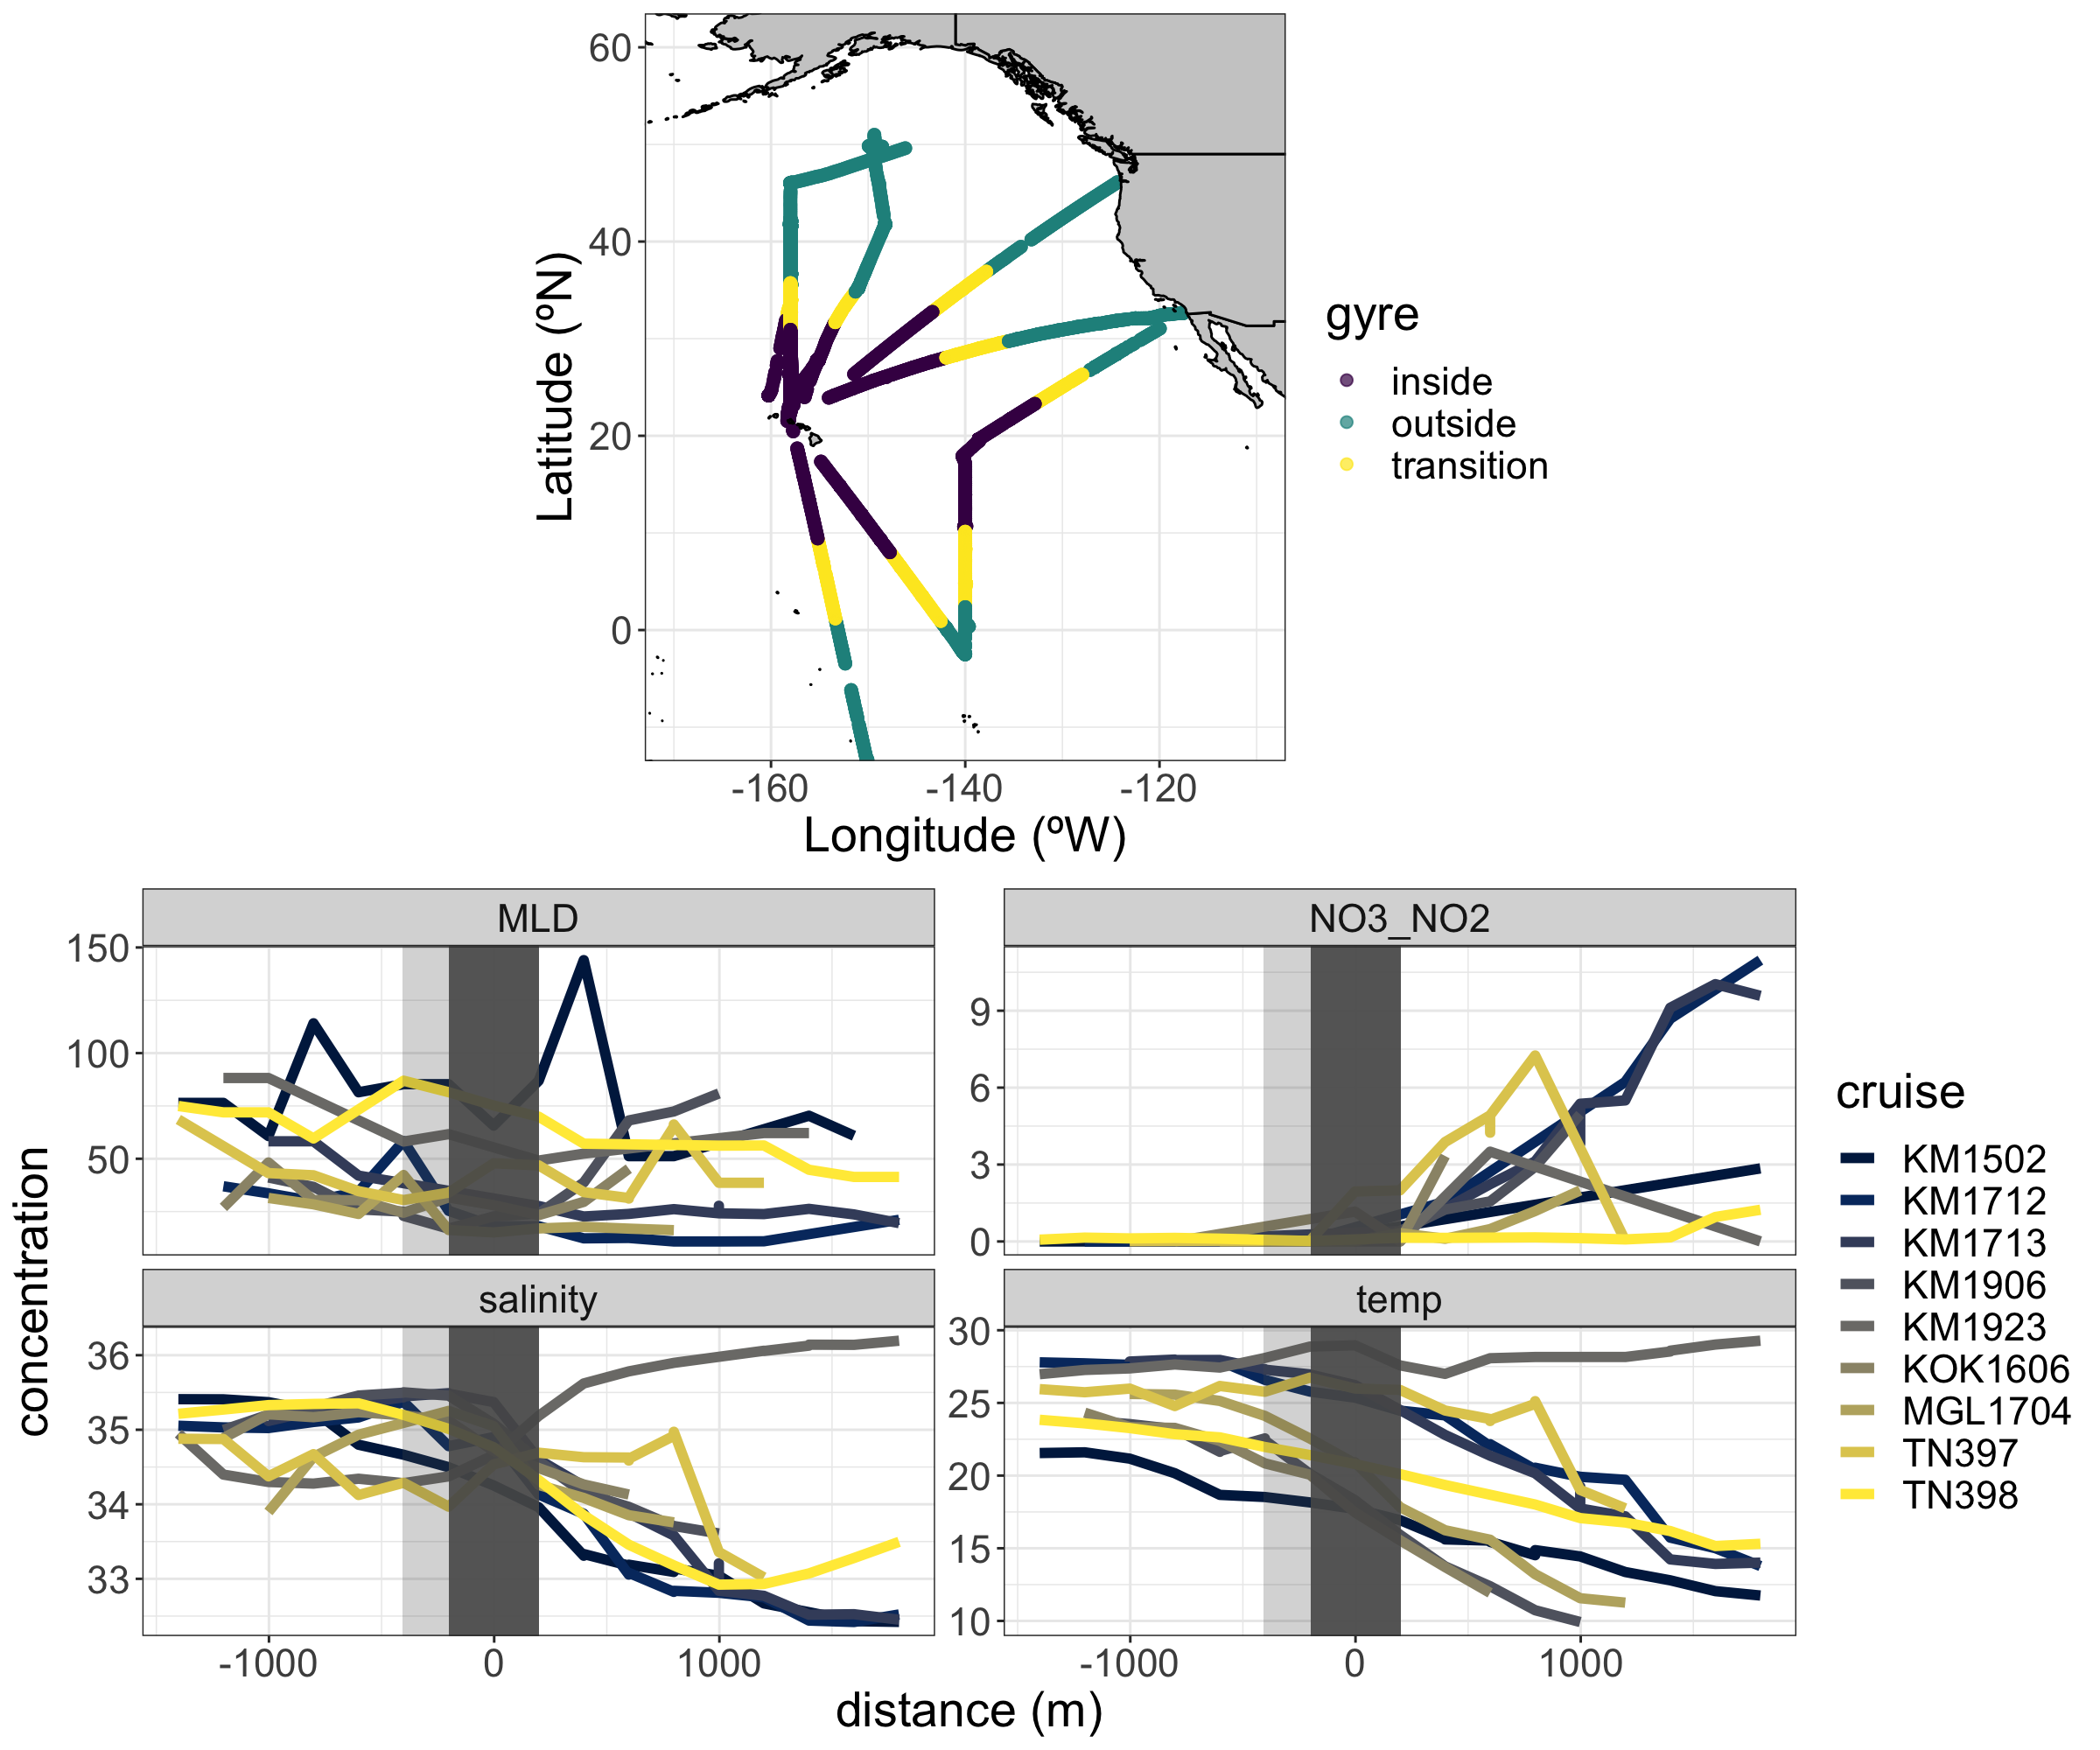 60
40
20
0
Latitude (ºN)
-160
-140
-120
Longitude (ºW)
gyre
inside
outside
transition
MLD
NO3_NO2
150
100
50
9
6
3
0
salinity
temp
36
35
34
33
30
25
20
15
10
concentration
-1000
0
1000
-1000
0
1000
distance (m)
cruise
KM1502
KM1712
KM1713
KM1906
KM1923
KOK1606
MGL1704
TN397
TN398